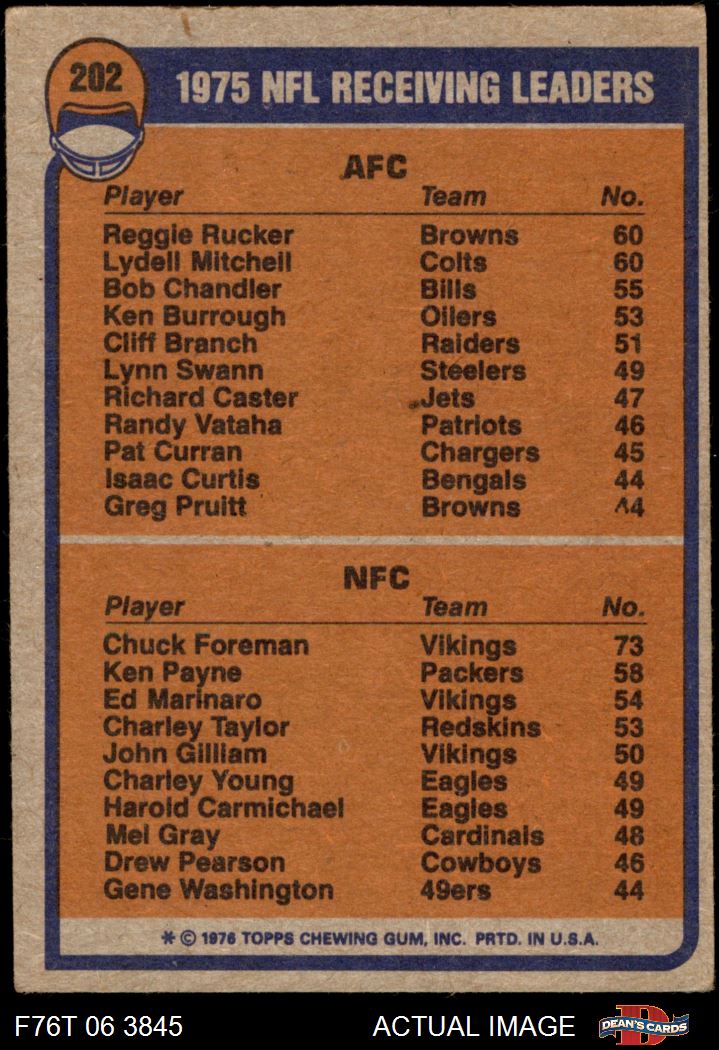 202
1975 NFL RECEIVING LEADERS
AFC
Player Team No.
Reggie Rucker Browns 60
Lydell Mitchell Colts 60
Bob Chandler Bills 55
Ken Burrough Oilers 53
Cliff Branch Raiders 51
Lynn Swann Steelers 49
Richard Caster Jets 47
Randy Vataha Patriots 46
Pat Curran Chargers 45
Isaac Curtis Bengals 44
Greg Pruitt Browns 44
NFC
Player Team No.
Chuck Foreman Vikings 73
Ken Payne Packers 58
Ed Marinaro Vikings 54
Charley Taylor Redskins 53
John Gilliam Vikings 50
Charley Young Eagles 49
Harold Carmichael Eagles 49
Mel Gray Cardinals 48
Drew Pearson Cowboys 46
Gene Washington 49ers 44
* © 1976 TOPPS CHEWING GUM, INC. PRTD. IN U.S.A.
F76T 06 3845 ACTUAL IMAGE D DEAN'S CARDS